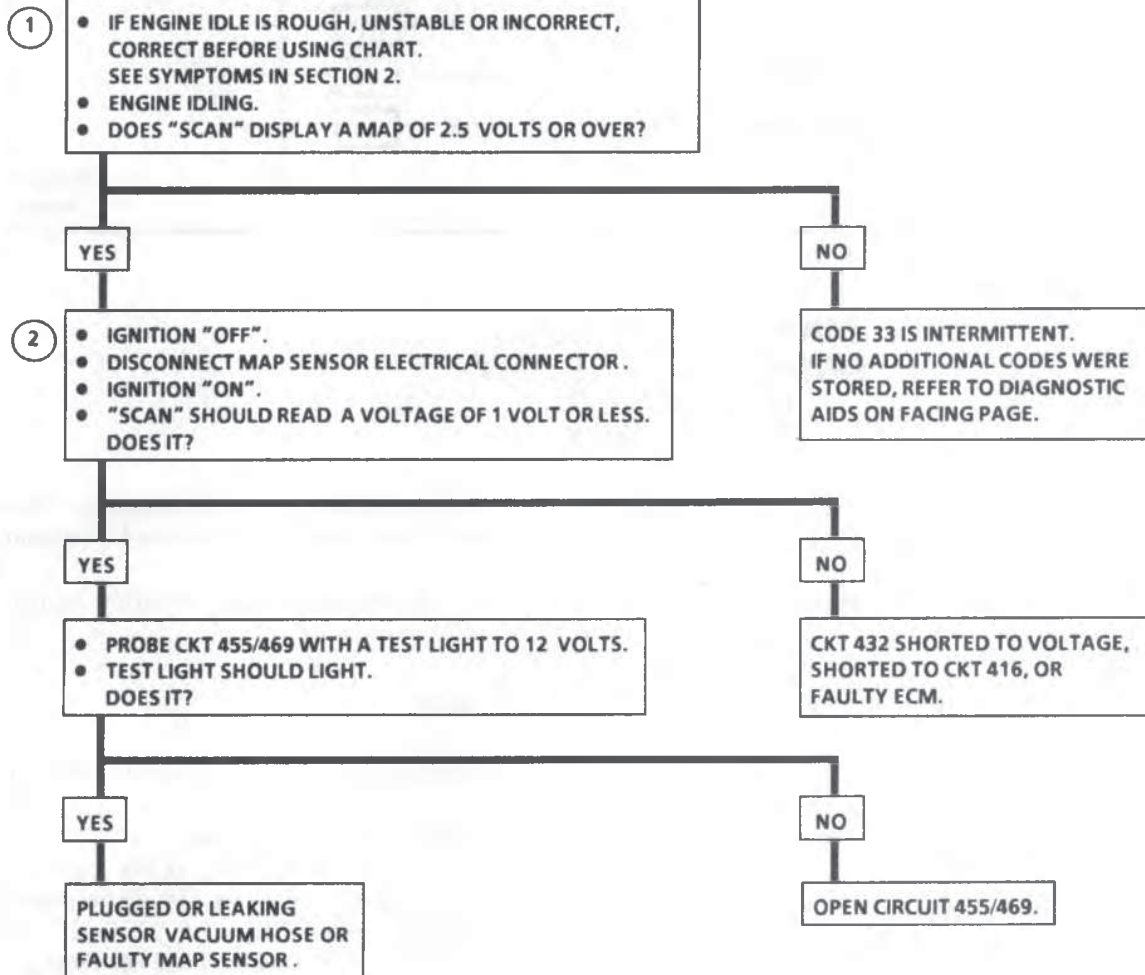 1
● IF ENGINE IDLE IS ROUGH, UNSTABLE OR INCORRECT,
CORRECT BEFORE USING CHART.
SEE SYMPTOMS IN SECTION 2.
● ENGINE IDLING.
● DOES "SCAN" DISPLAY A MAP OF 2.5 VOLTS OR OVER?
YES
NO
2
● IGNITION "OFF".
● DISCONNECT MAP SENSOR ELECTRICAL CONNECTOR.
● IGNITION "ON".
● "SCAN" SHOULD READ A VOLTAGE OF 1 VOLT OR LESS.
DOES IT?
CODE 33 IS INTERMITTENT.
IF NO ADDITIONAL CODES WERE
STORED, REFER TO DIAGNOSTIC
AIDS ON FACING PAGE.
YES
NO
● PROBE CKT 455/469 WITH A TEST LIGHT TO 12 VOLTS.
● TEST LIGHT SHOULD LIGHT.
DOES IT?
CKT 432 SHORTED TO VOLTAGE,
SHORTED TO CKT 416, OR
FAULTY ECM.
YES
NO
PLUGGED OR LEAKING
SENSOR VACUUM HOSE OR
FAULTY MAP SENSOR.
OPEN CIRCUIT 455/469.